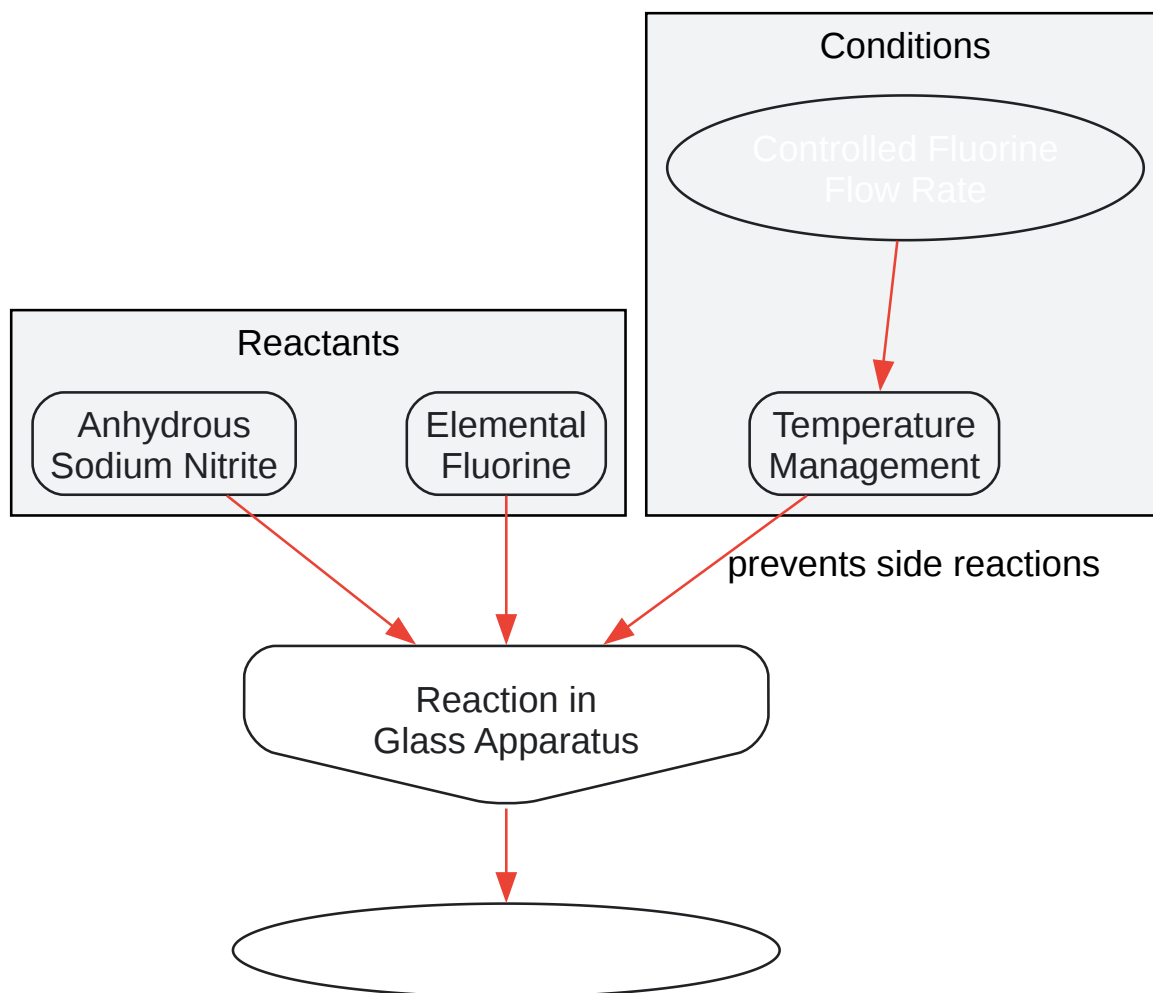 Conditions
Controlled Fluorine
Flow Rate
Reactants
Anhydrous
Sodium Nitrite
Elemental
Fluorine
Temperature
Management
prevents side reactions
Reaction in
Glass Apparatus